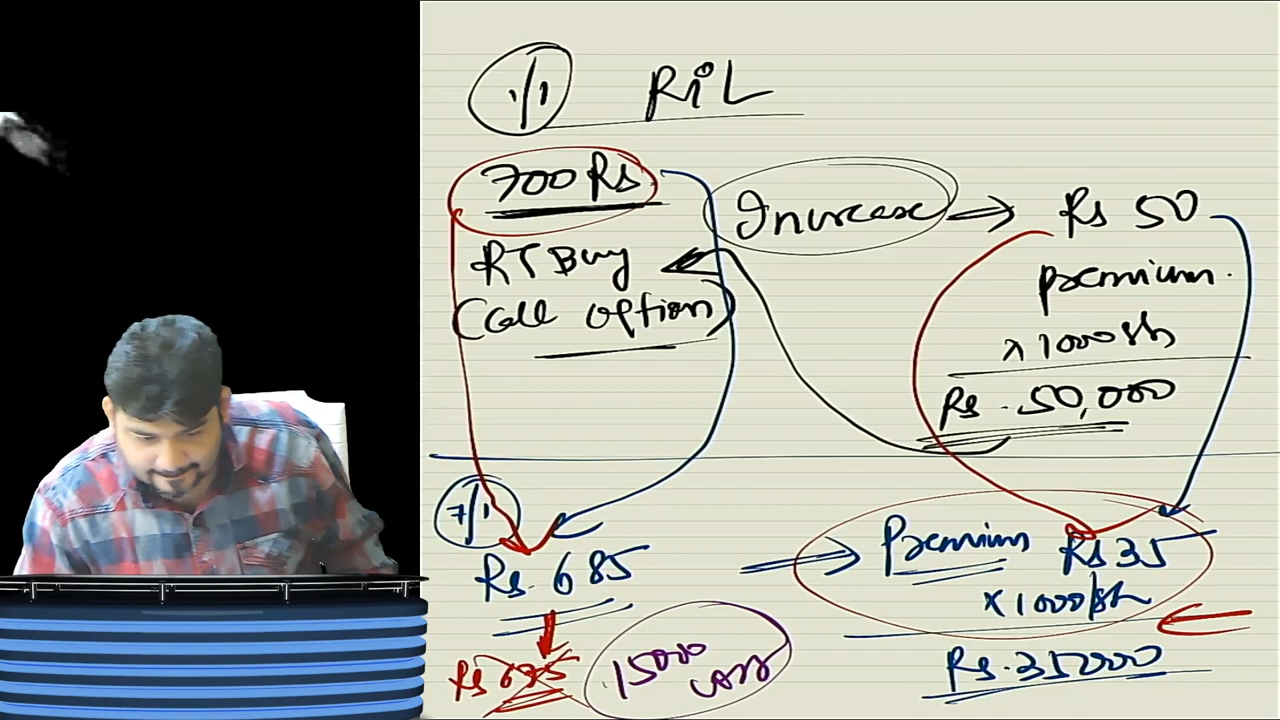 1/1 RiL
700 Rs.
Increase ⇒ Rs 50
RT Buy
premium.
(Call option)
x 1000 sh
Rs. 50,000
7/1
Rs. 685 ⇒ Premium Rs 35
x 1000/sh
15000 loss
Rs. 35000